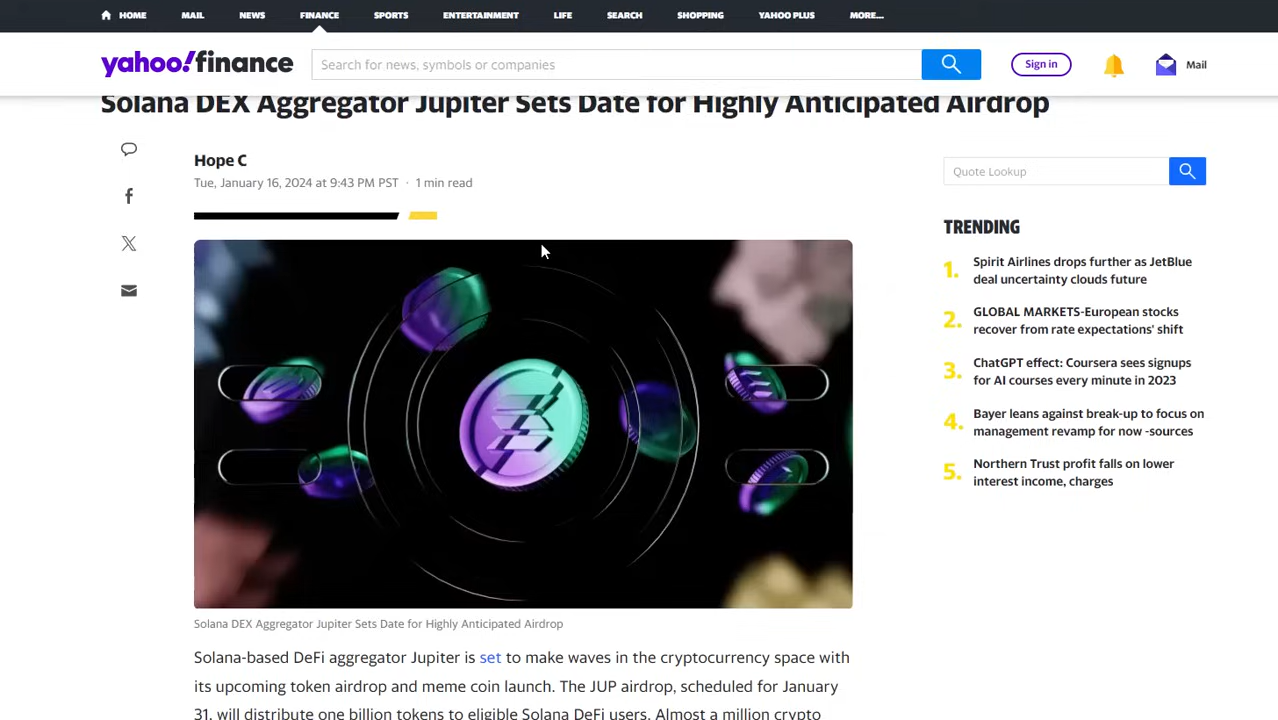 HOME
MAIL
NEWS
FINANCE
SPORTS
ENTERTAINMENT
LIFE
SEARCH
SHOPPING
YAHOO PLUS
MORE...
yahoo!finance
Search for news, symbols or companies
Sign in
Mail
Solana DEX Aggregator Jupiter Sets Date for Highly Anticipated Airdrop
Hope C
Tue, January 16, 2024 at 9:43 PM PST · 1 min read
Solana DEX Aggregator Jupiter Sets Date for Highly Anticipated Airdrop
Solana-based DeFi aggregator Jupiter is set to make waves in the cryptocurrency space with
its upcoming token airdrop and meme coin launch. The JUP airdrop, scheduled for January
31, will distribute one billion tokens to eligible Solana DeFi users. Almost a million crypto
Quote Lookup
TRENDING
1. Spirit Airlines drops further as JetBlue
deal uncertainty clouds future
2. GLOBAL MARKETS-European stocks
recover from rate expectations' shift
3. ChatGPT effect: Coursera sees signups
for AI courses every minute in 2023
4. Bayer leans against break-up to focus on
management revamp for now -sources
5. Northern Trust profit falls on lower
interest income, charges